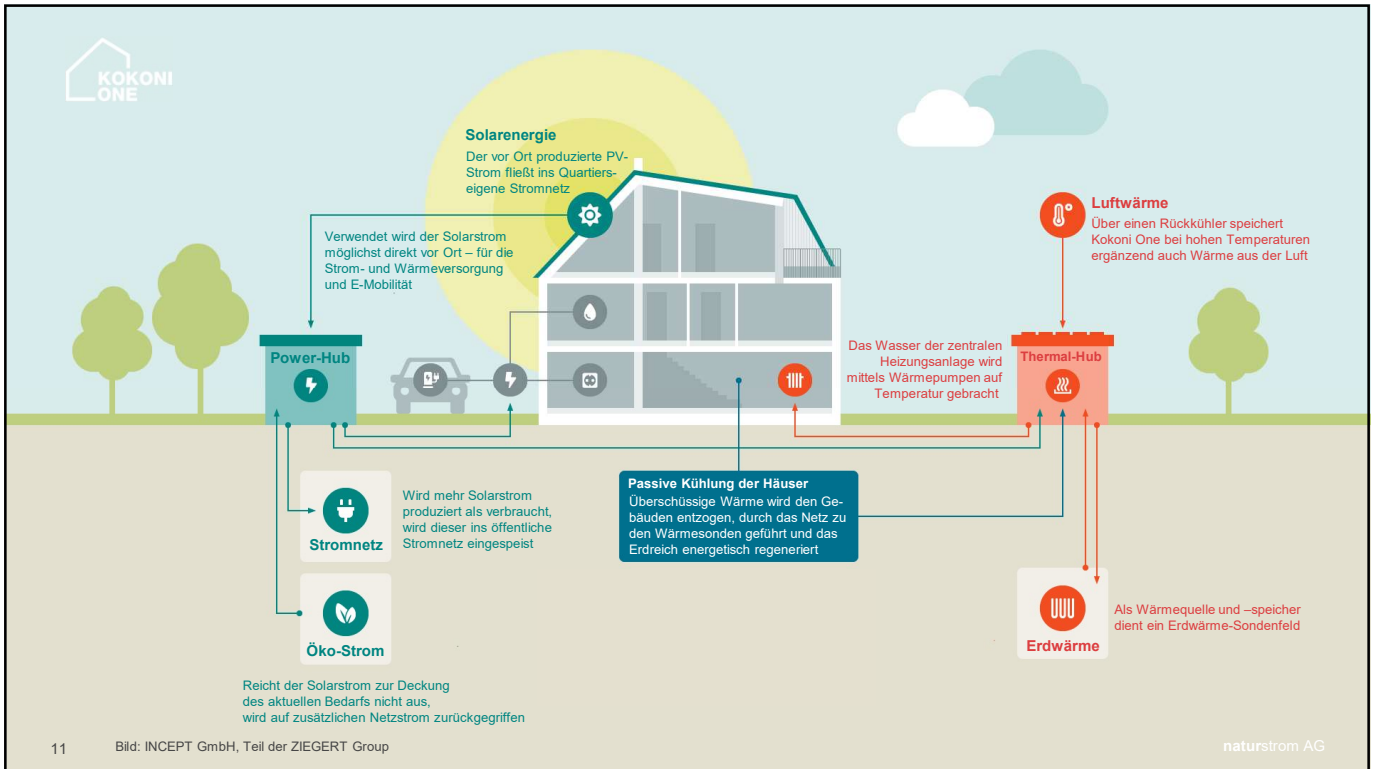 KOKONI
ONE
Solarenergie
Der vor Ort produzierte PV-
Strom fließt ins Quartiers-
eigene Stromnetz
Verwendet wird der Solarstrom
möglichst direkt vor Ort – für die
Strom- und Wärmeversorgung
und E-Mobilität
Luftwärme
Über einen Rückkühler speichert
Kokoni One bei hohen Temperaturen
ergänzend auch Wärme aus der Luft
Power-Hub
Das Wasser der zentralen
Heizungsanlage wird
mittels Wärmepumpen auf
Temperatur gebracht
Thermal-Hub
Stromnetz
Wird mehr Solarstrom
produziert als verbraucht,
wird dieser ins öffentliche
Stromnetz eingespeist
Passive Kühlung der Häuser
Überschüssige Wärme wird den Ge-
bäuden entzogen, durch das Netz zu
den Wärmesonden geführt und das
Erdreich energetisch regeneriert
Öko-Strom
Reicht der Solarstrom zur Deckung
des aktuellen Bedarfs nicht aus,
wird auf zusätzlichen Netzstrom zurückgegriffen
Erdwärme
Als Wärmequelle und –speicher
dient ein Erdwärme-Sondenfeld
11
Bild: INCEPT GmbH, Teil der ZIEGERT Group
naturstrom AG